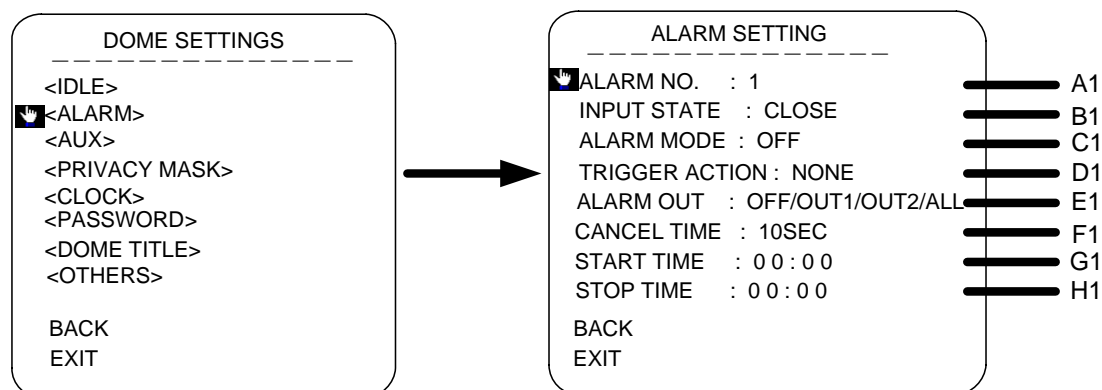 DOME SETTINGS
<IDLE>
<ALARM>
<AUX>
<PRIVACY MASK>
<CLOCK>
<PASSWORD>
<DOME TITLE>
<OTHERS>
BACK
EXIT
ALARM SETTING
ALARM NO. : 1 A1
INPUT STATE : CLOSE B1
ALARM MODE : OFF C1
TRIGGER ACTION : NONE D1
ALARM OUT : OFF/OUT1/OUT2/ALL E1
CANCEL TIME : 10SEC F1
START TIME : 0 0 : 0 0 G1
STOP TIME : 0 0 : 0 0 H1
BACK
EXIT